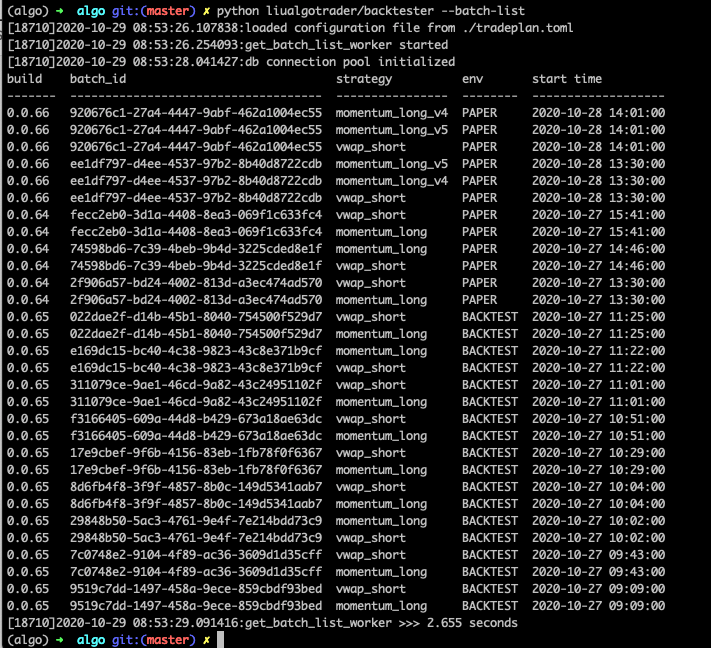 (algo) ➜  algo git:(master) ✗ python liualgotrader/backtester --batch-list
[18710]2020-10-29 08:53:26.107838:loaded configuration file from ./tradeplan.toml
[18710]2020-10-29 08:53:26.254093:get_batch_list_worker started
[18710]2020-10-29 08:53:28.041427:db connection pool initialized
build    batch_id                              strategy          env       start time
-------  ------------------------------------  ----------------  --------  -------------------
0.0.66   920676c1-27a4-4447-9abf-462a1004ec55  momentum_long_v4  PAPER     2020-10-28 14:01:00
0.0.66   920676c1-27a4-4447-9abf-462a1004ec55  momentum_long_v5  PAPER     2020-10-28 14:01:00
0.0.66   920676c1-27a4-4447-9abf-462a1004ec55  vwap_short        PAPER     2020-10-28 14:01:00
0.0.66   ee1df797-d4ee-4537-97b2-8b40d8722cdb  momentum_long_v5  PAPER     2020-10-28 13:30:00
0.0.66   ee1df797-d4ee-4537-97b2-8b40d8722cdb  momentum_long_v4  PAPER     2020-10-28 13:30:00
0.0.66   ee1df797-d4ee-4537-97b2-8b40d8722cdb  vwap_short        PAPER     2020-10-28 13:30:00
0.0.64   fecc2eb0-3d1a-4408-8ea3-069f1c633fc4  vwap_short        PAPER     2020-10-27 15:41:00
0.0.64   fecc2eb0-3d1a-4408-8ea3-069f1c633fc4  momentum_long     PAPER     2020-10-27 15:41:00
0.0.64   74598bd6-7c39-4beb-9b4d-3225cded8e1f  momentum_long     PAPER     2020-10-27 14:46:00
0.0.64   74598bd6-7c39-4beb-9b4d-3225cded8e1f  vwap_short        PAPER     2020-10-27 14:46:00
0.0.64   2f906a57-bd24-4002-813d-a3ec474ad570  vwap_short        PAPER     2020-10-27 13:30:00
0.0.64   2f906a57-bd24-4002-813d-a3ec474ad570  momentum_long     PAPER     2020-10-27 13:30:00
0.0.65   022dae2f-d14b-45b1-8040-754500f529d7  vwap_short        BACKTEST  2020-10-27 11:25:00
0.0.65   022dae2f-d14b-45b1-8040-754500f529d7  momentum_long     BACKTEST  2020-10-27 11:25:00
0.0.65   e169dc15-bc40-4c38-9823-43c8e371b9cf  momentum_long     BACKTEST  2020-10-27 11:22:00
0.0.65   e169dc15-bc40-4c38-9823-43c8e371b9cf  vwap_short        BACKTEST  2020-10-27 11:22:00
0.0.65   311079ce-9ae1-46cd-9a82-43c24951102f  vwap_short        BACKTEST  2020-10-27 11:01:00
0.0.65   311079ce-9ae1-46cd-9a82-43c24951102f  momentum_long     BACKTEST  2020-10-27 11:01:00
0.0.65   f3166405-609a-44d8-b429-673a18ae63dc  vwap_short        BACKTEST  2020-10-27 10:51:00
0.0.65   f3166405-609a-44d8-b429-673a18ae63dc  momentum_long     BACKTEST  2020-10-27 10:51:00
0.0.65   17e9cbef-9f6b-4156-83eb-1fb78f0f6367  vwap_short        BACKTEST  2020-10-27 10:29:00
0.0.65   17e9cbef-9f6b-4156-83eb-1fb78f0f6367  momentum_long     BACKTEST  2020-10-27 10:29:00
0.0.65   8d6fb4f8-3f9f-4857-8b0c-149d5341aab7  vwap_short        BACKTEST  2020-10-27 10:04:00
0.0.65   8d6fb4f8-3f9f-4857-8b0c-149d5341aab7  momentum_long     BACKTEST  2020-10-27 10:04:00
0.0.65   29848b50-5ac3-4761-9e4f-7e214bdd73c9  momentum_long     BACKTEST  2020-10-27 10:02:00
0.0.65   29848b50-5ac3-4761-9e4f-7e214bdd73c9  vwap_short        BACKTEST  2020-10-27 10:02:00
0.0.65   7c0748e2-9104-4f89-ac36-3609d1d35cff  vwap_short        BACKTEST  2020-10-27 09:43:00
0.0.65   7c0748e2-9104-4f89-ac36-3609d1d35cff  momentum_long     BACKTEST  2020-10-27 09:43:00
0.0.65   9519c7dd-1497-458a-9ece-859cbdf93bed  vwap_short        BACKTEST  2020-10-27 09:09:00
0.0.65   9519c7dd-1497-458a-9ece-859cbdf93bed  momentum_long     BACKTEST  2020-10-27 09:09:00
[18710]2020-10-29 08:53:29.091416:get_batch_list_worker >>> 2.655 seconds
(algo) ➜  algo git:(master) ✗